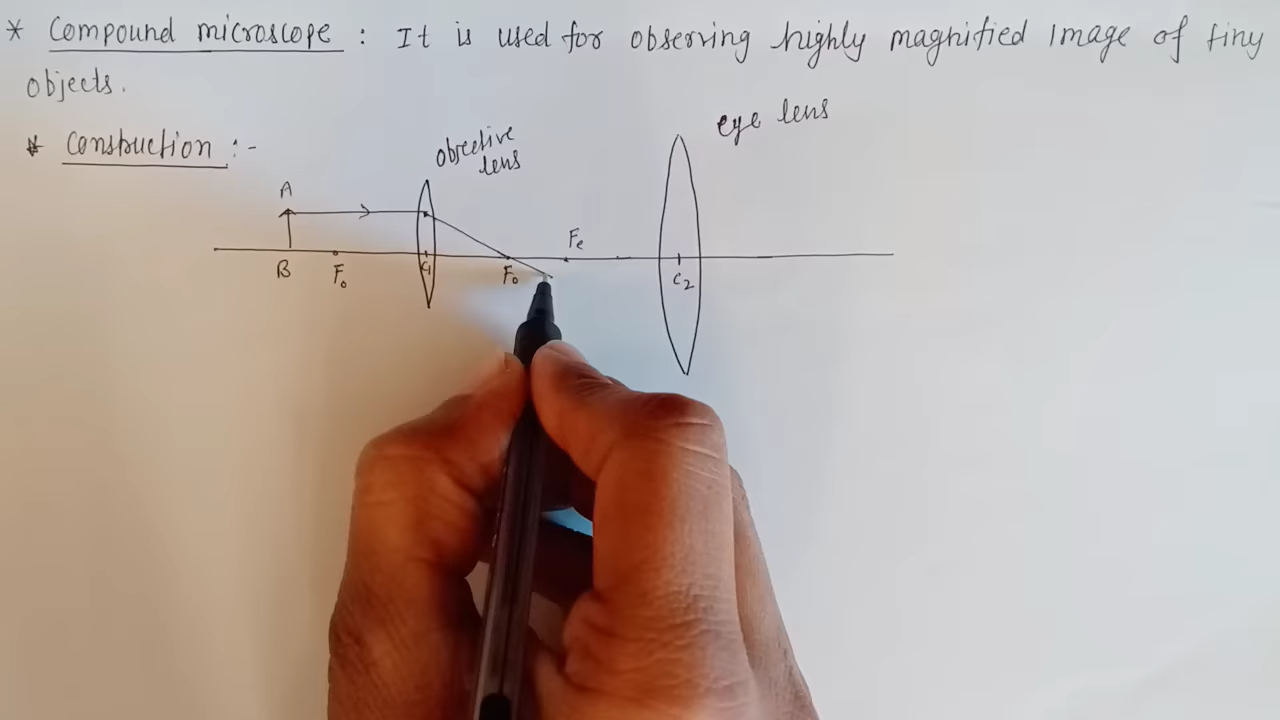 * Compound microscope : It is used for observing highly magnified image of tiny
objects.
* Consbuction :-
objective
lens
eye lens
A
B
F₀
C₁
F₀
Fₑ
C₂